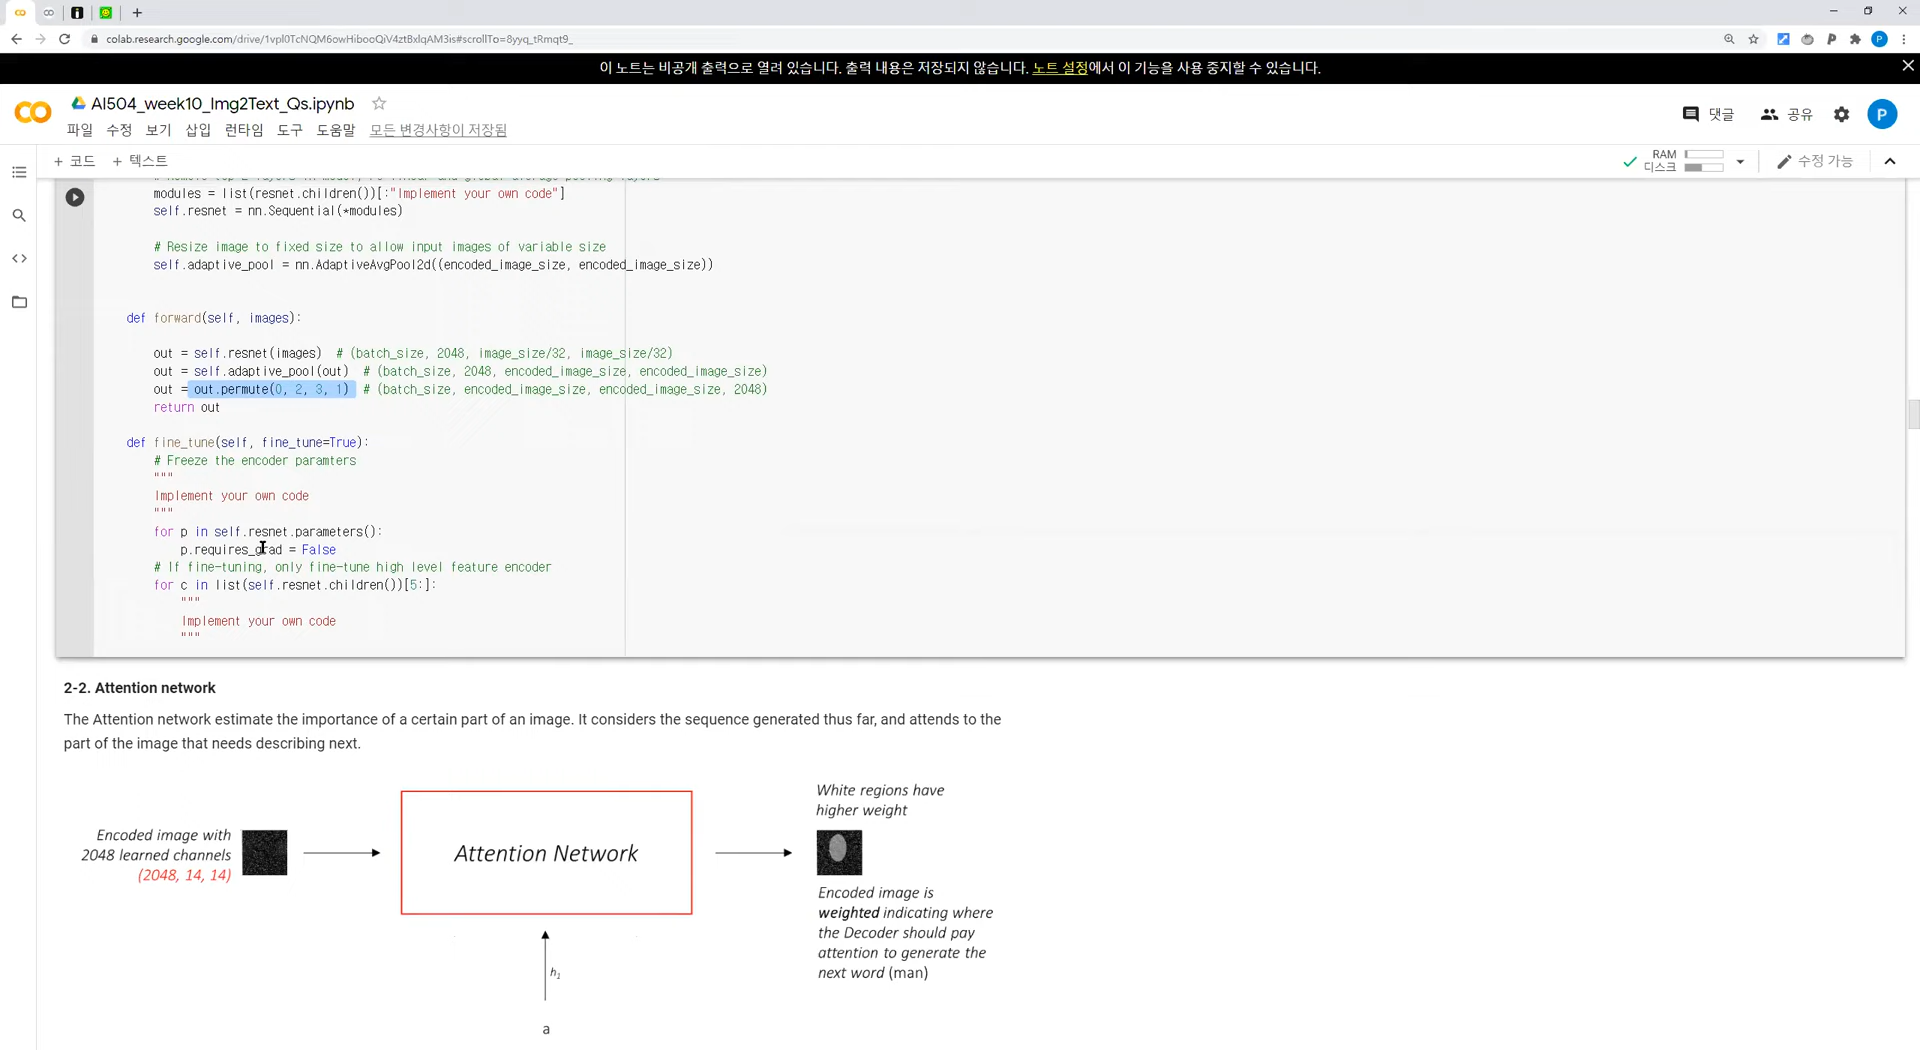 colab.research.google.com/drive/1vpl0TcNQM6owHibooQiV4ztBxlqAM3is#scrollTo=8yyq_tRmqt9_
이 노트는 비공개 출력으로 열려 있습니다. 출력 내용은 저장되지 않습니다. 노트 설정에서 이 기능을 사용 중지할 수 있습니다.
AI504_week10_Img2Text_Qs.ipynb
댓글
공유
P
파일 수정 보기 삽입 런타임 도구 도움말 모든 변경사항이 저장됨
+ 코드 + 텍스트
RAM
디스크
수정 가능
modules = list(resnet.children())[:"Implement your own code"]
self.resnet = nn.Sequential(*modules)
# Resize image to fixed size to allow input images of variable size
self.adaptive_pool = nn.AdaptiveAvgPool2d((encoded_image_size, encoded_image_size))
def forward(self, images):
out = self.resnet(images)  # (batch_size, 2048, image_size/32, image_size/32)
out = self.adaptive_pool(out)  # (batch_size, 2048, encoded_image_size, encoded_image_size)
out = out.permute(0, 2, 3, 1)  # (batch_size, encoded_image_size, encoded_image_size, 2048)
return out
def fine_tune(self, fine_tune=True):
# Freeze the encoder paramters
"""
Implement your own code
"""
for p in self.resnet.parameters():
p.requires_grad = False
# If fine-tuning, only fine-tune high level feature encoder
for c in list(self.resnet.children())[5:]:
"""
Implement your own code
"""
2-2. Attention network
The Attention network estimate the importance of a certain part of an image. It considers the sequence generated thus far, and attends to the
part of the image that needs describing next.
Encoded image with
2048 learned channels
(2048, 14, 14)
Attention Network
h1
a
White regions have
higher weight
Encoded image is
weighted indicating where
the Decoder should pay
attention to generate the
next word (man)